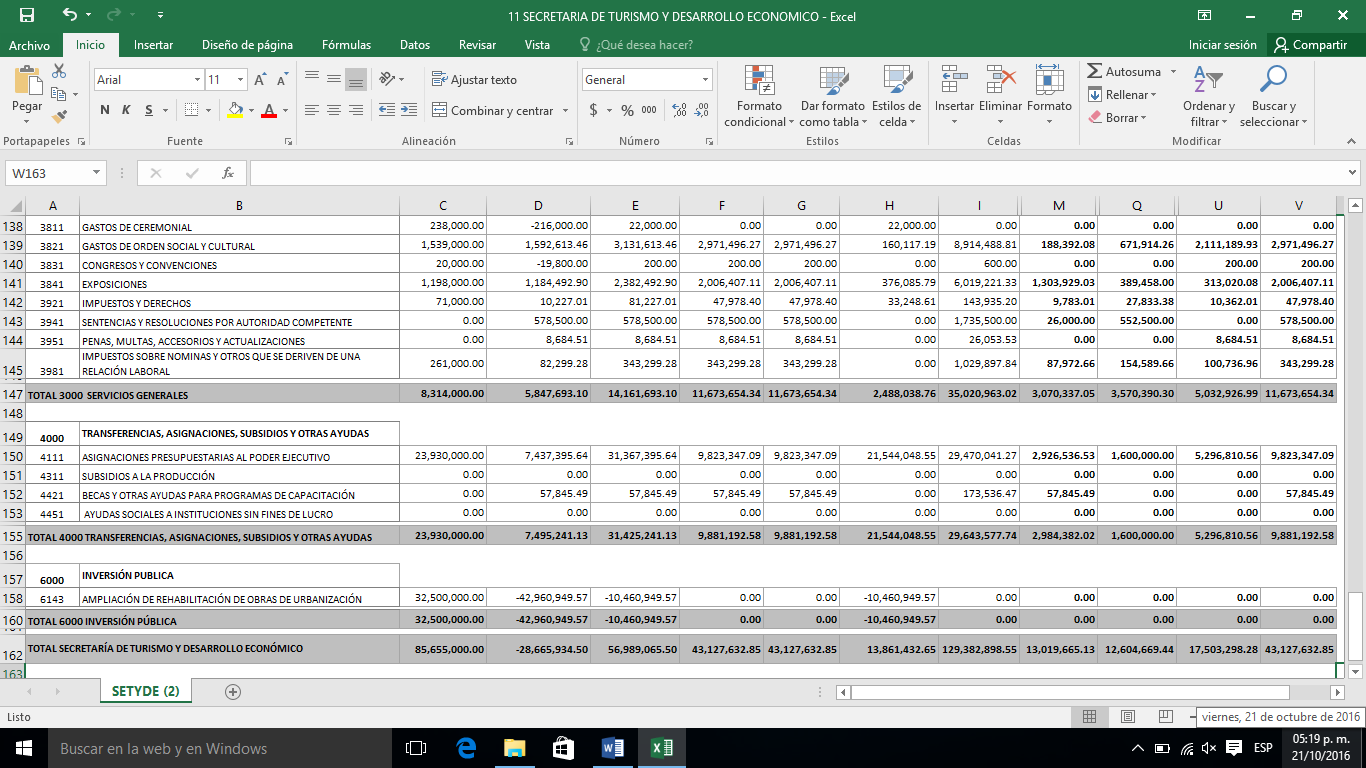 11 SECRETARIA DE TURISMO Y DESARROLLO ECONOMICO - Excel
Archivo Inicio Insertar Diseño de página Fórmulas Datos Revisar Vista ¿Qué desea hacer? Iniciar sesión Compartir
Pegar Arial 11 Ajustar texto General Formato condicional Dar formato como tabla Estilos de celda Insertar Eliminar Formato Autosuma Rellenar Borrar Ordenar y filtrar Buscar y seleccionar
N K S Combinar y centrar $ % 000
Portapapeles Fuente Alineación Número Estilos Celdas Modificar
W163 fx
A B C D E F G H I M Q U V
138 3811 GASTOS DE CEREMONIAL 238,000.00 -216,000.00 22,000.00 0.00 0.00 22,000.00 0.00 0.00 0.00 0.00 0.00
139 3821 GASTOS DE ORDEN SOCIAL Y CULTURAL 1,539,000.00 1,592,613.46 3,131,613.46 2,971,496.27 2,971,496.27 160,117.19 8,914,488.81 188,392.08 671,914.26 2,111,189.93 2,971,496.27
140 3831 CONGRESOS Y CONVENCIONES 20,000.00 -19,800.00 200.00 200.00 200.00 0.00 600.00 0.00 0.00 200.00 200.00
141 3841 EXPOSICIONES 1,198,000.00 1,184,492.90 2,382,492.90 2,006,407.11 2,006,407.11 376,085.79 6,019,221.33 1,303,929.03 389,458.00 313,020.08 2,006,407.11
142 3921 IMPUESTOS Y DERECHOS 71,000.00 10,227.01 81,227.01 47,978.40 47,978.40 33,248.61 143,935.20 9,783.01 27,833.38 10,362.01 47,978.40
143 3941 SENTENCIAS Y RESOLUCIONES POR AUTORIDAD COMPETENTE 0.00 578,500.00 578,500.00 578,500.00 578,500.00 0.00 1,735,500.00 26,000.00 552,500.00 0.00 578,500.00
144 3951 PENAS, MULTAS, ACCESORIOS Y ACTUALIZACIONES 0.00 8,684.51 8,684.51 8,684.51 8,684.51 0.00 26,053.53 0.00 0.00 8,684.51 8,684.51
145 3981 IMPUESTOS SOBRE NOMINAS Y OTROS QUE SE DERIVEN DE UNA RELACIÓN LABORAL 261,000.00 82,299.28 343,299.28 343,299.28 343,299.28 0.00 1,029,897.84 87,972.66 154,589.66 100,736.96 343,299.28
147 TOTAL 3000 SERVICIOS GENERALES 8,314,000.00 5,847,693.10 14,161,693.10 11,673,654.34 11,673,654.34 2,488,038.76 35,020,963.02 3,070,337.05 3,570,390.30 5,032,926.99 11,673,654.34
148
149 4000 TRANSFERENCIAS, ASIGNACIONES, SUBSIDIOS Y OTRAS AYUDAS
150 4111 ASIGNACIONES PRESUPUESTARIAS AL PODER EJECUTIVO 23,930,000.00 7,437,395.64 31,367,395.64 9,823,347.09 9,823,347.09 21,544,048.55 29,470,041.27 2,926,536.53 1,600,000.00 5,296,810.56 9,823,347.09
151 4311 SUBSIDIOS A LA PRODUCCIÓN 0.00 0.00 0.00 0.00 0.00 0.00 0.00 0.00 0.00 0.00 0.00
152 4421 BECAS Y OTRAS AYUDAS PARA PROGRAMAS DE CAPACITACIÓN 0.00 57,845.49 57,845.49 57,845.49 57,845.49 0.00 173,536.47 57,845.49 0.00 0.00 57,845.49
153 4451 AYUDAS SOCIALES A INSTITUCIONES SIN FINES DE LUCRO 0.00 0.00 0.00 0.00 0.00 0.00 0.00 0.00 0.00 0.00 0.00
155 TOTAL 4000 TRANSFERENCIAS, ASIGNACIONES, SUBSIDIOS Y OTRAS AYUDAS 23,930,000.00 7,495,241.13 31,425,241.13 9,881,192.58 9,881,192.58 21,544,048.55 29,643,577.74 2,984,382.02 1,600,000.00 5,296,810.56 9,881,192.58
156
157 6000 INVERSIÓN PUBLICA
158 6143 AMPLIACIÓN DE REHABILITACIÓN DE OBRAS DE URBANIZACIÓN 32,500,000.00 -42,960,949.57 -10,460,949.57 0.00 0.00 -10,460,949.57 0.00 0.00 0.00 0.00 0.00
160 TOTAL 6000 INVERSIÓN PÚBLICA 32,500,000.00 -42,960,949.57 -10,460,949.57 0.00 0.00 -10,460,949.57 0.00 0.00 0.00 0.00 0.00
162 TOTAL SECRETARÍA DE TURISMO Y DESARROLLO ECONÓMICO 85,655,000.00 -28,665,934.50 56,989,065.50 43,127,632.85 43,127,632.85 13,861,432.65 129,382,898.55 13,019,665.13 12,604,669.44 17,503,298.28 43,127,632.85
163
SETYDE (2)
Listo
viernes, 21 de octubre de 2016
Buscar en la web y en Windows
ESP
05:19 p. m.
21/10/2016